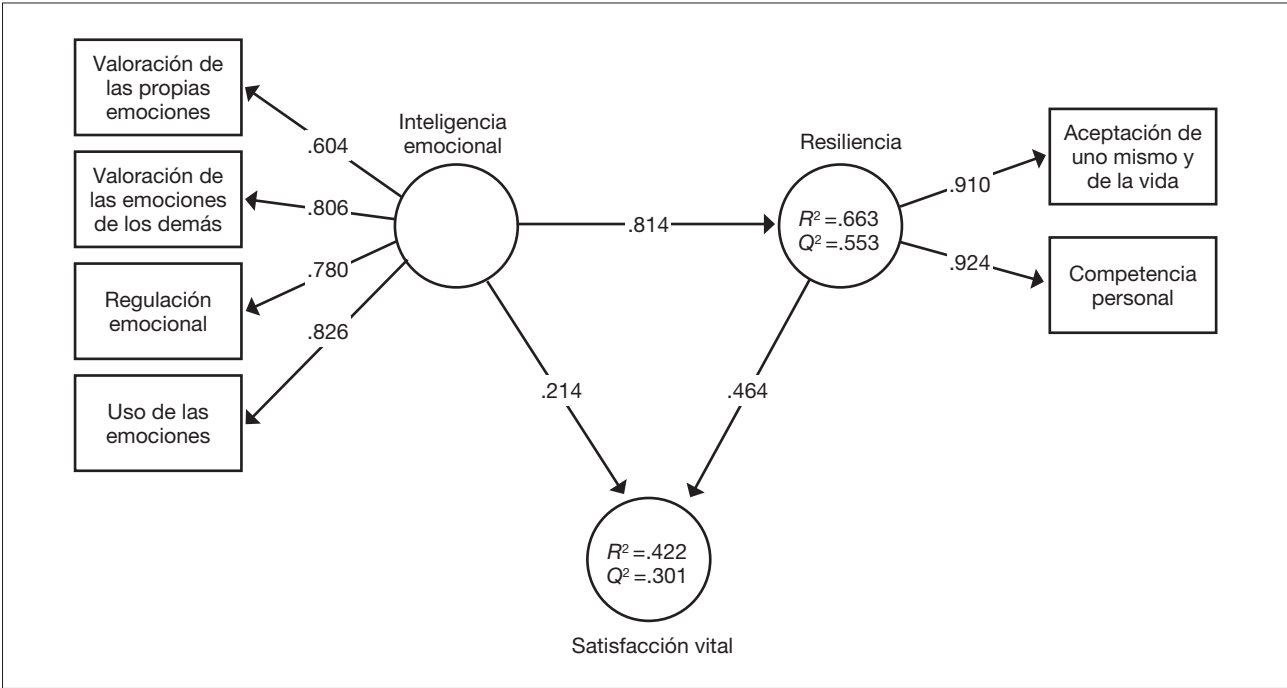 Valoración de
las propias
emociones
Valoración de
las emociones
de los demás
Regulación
emocional
Uso de las
emociones
.604
.806
.780
.826
Inteligencia
emocional
.814
.214
Resiliencia
R² =.663
Q² =.553
.464
.910
.924
Aceptación de
uno mismo y
de la vida
Competencia
personal
R² =.422
Q² =.301
Satisfacción vital